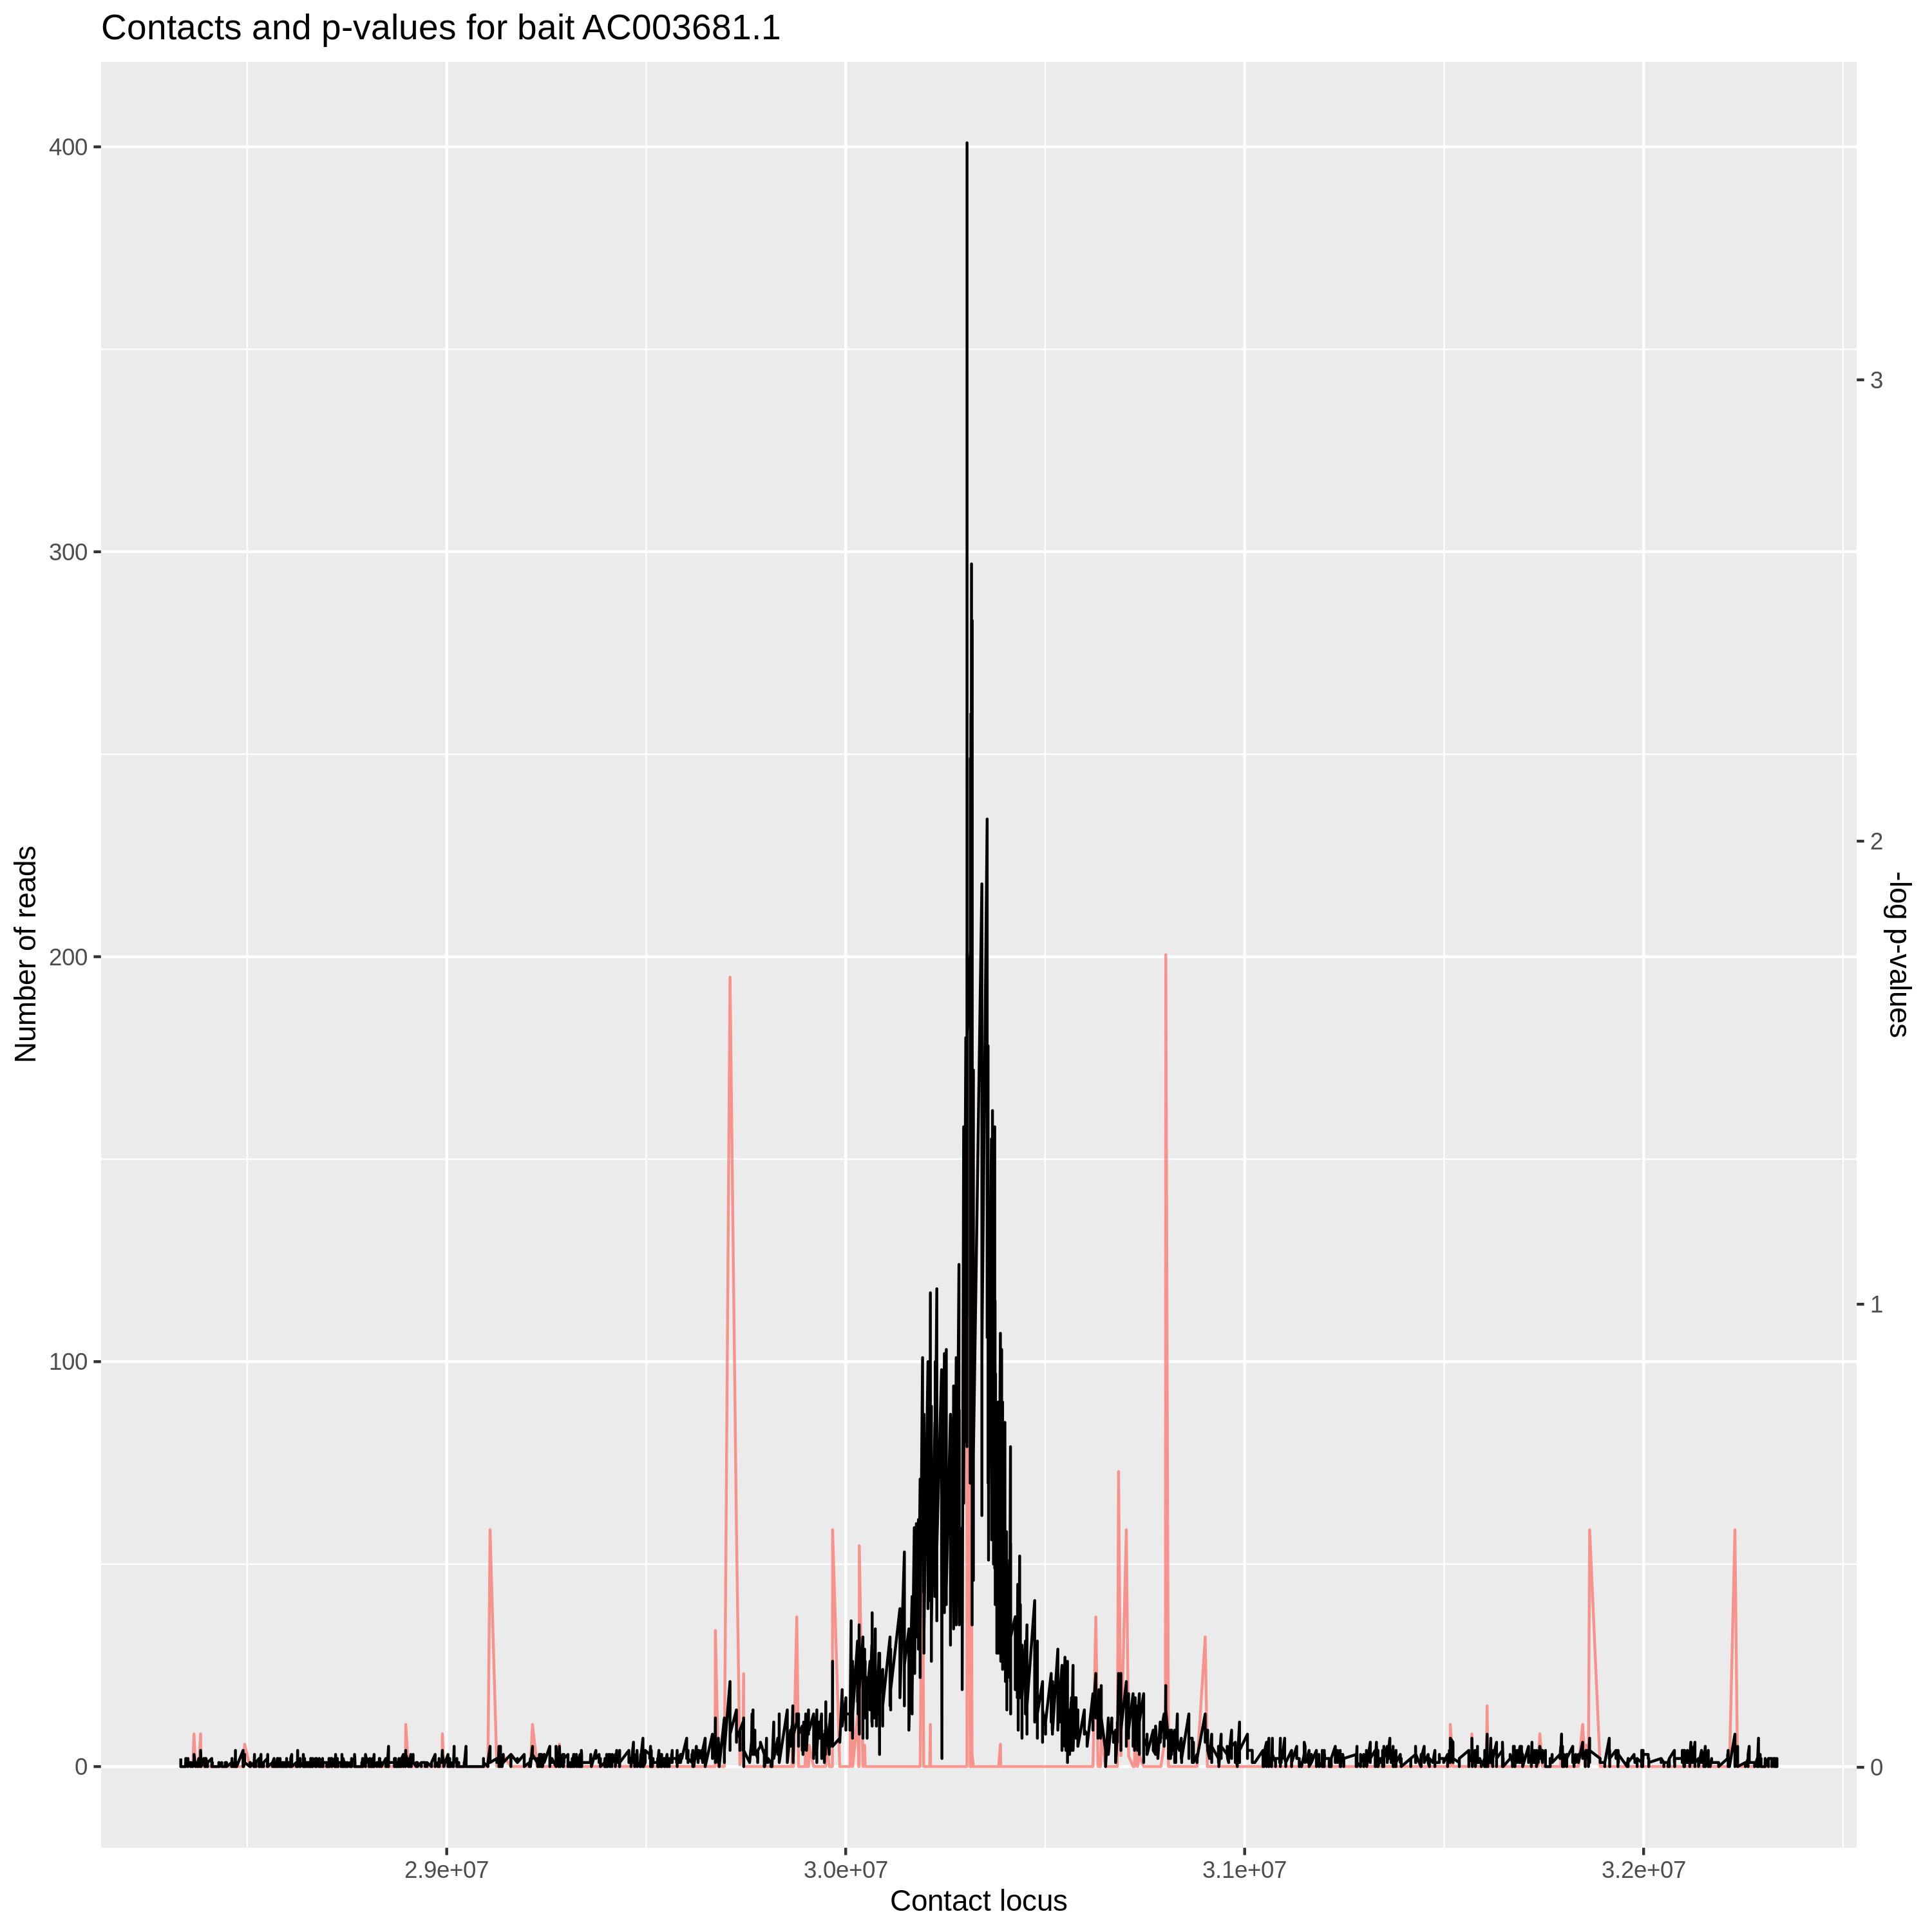 Contacts and p-values for bait AC003681.1
400
300
200
100
0
Number of reads
3
2
1
0
-log p-values
2.9e+07
3.0e+07
3.1e+07
3.2e+07
Contact locus